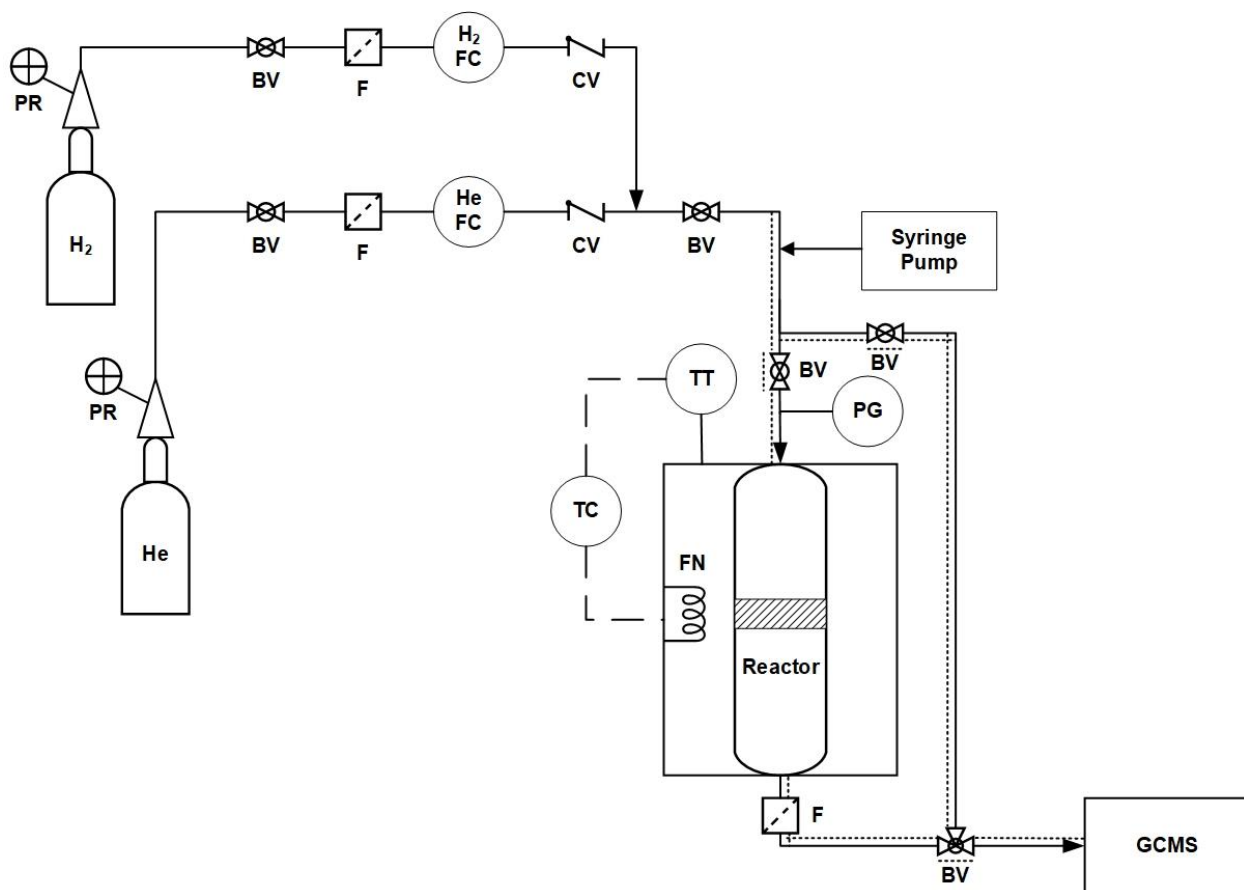 H₂
FC
PR
BV
F
CV
He
FC
H₂
BV
F
CV
BV
Syringe
Pump
BV
TT
BV
PR
PG
TC
He
FN
Reactor
F
GCMS
BV